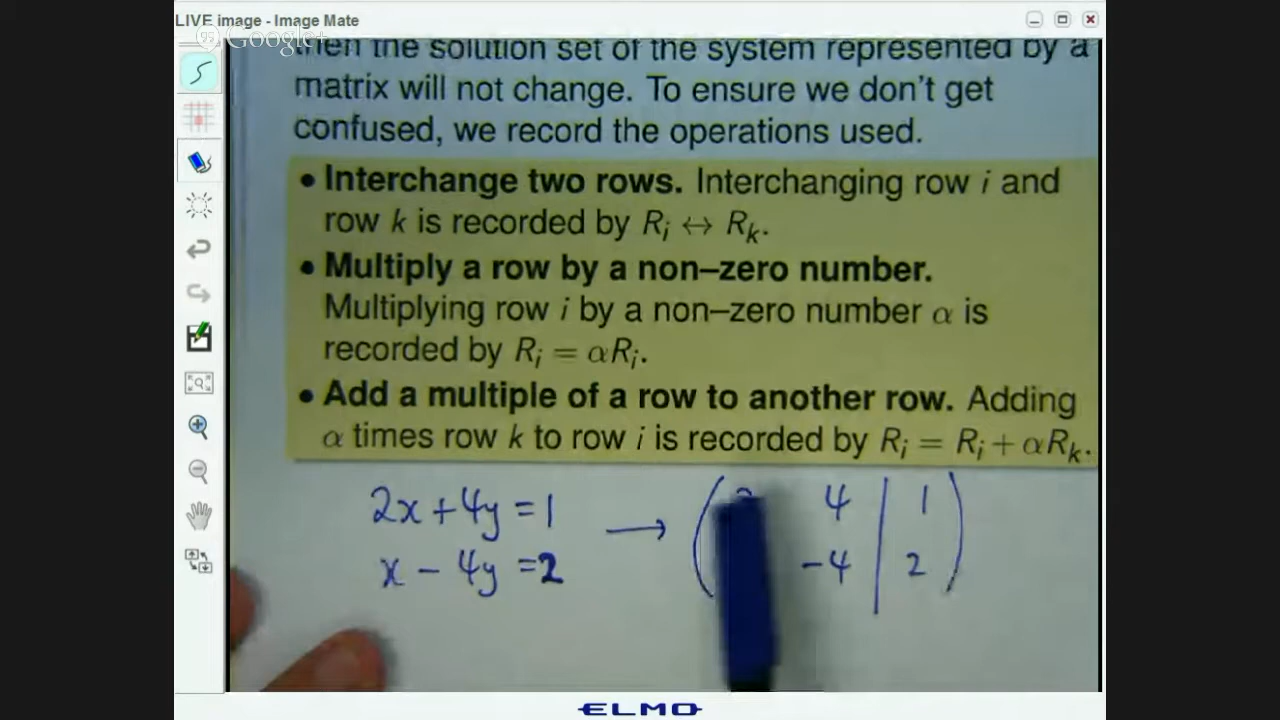 LIVE image - Image Mate
Google+
then the solution set of the system represented by a
matrix will not change. To ensure we don't get
confused, we record the operations used.
• Interchange two rows. Interchanging row i and
row k is recorded by Rᵢ ↔ Rₖ.
• Multiply a row by a non–zero number.
Multiplying row i by a non–zero number α is
recorded by Rᵢ = αRᵢ.
• Add a multiple of a row to another row. Adding
α times row k to row i is recorded by Rᵢ = Rᵢ + αRₖ.
2x+4y=1 → ( 4 | 1 )
x-4y=2 ( -4 | 2 )
ELMO